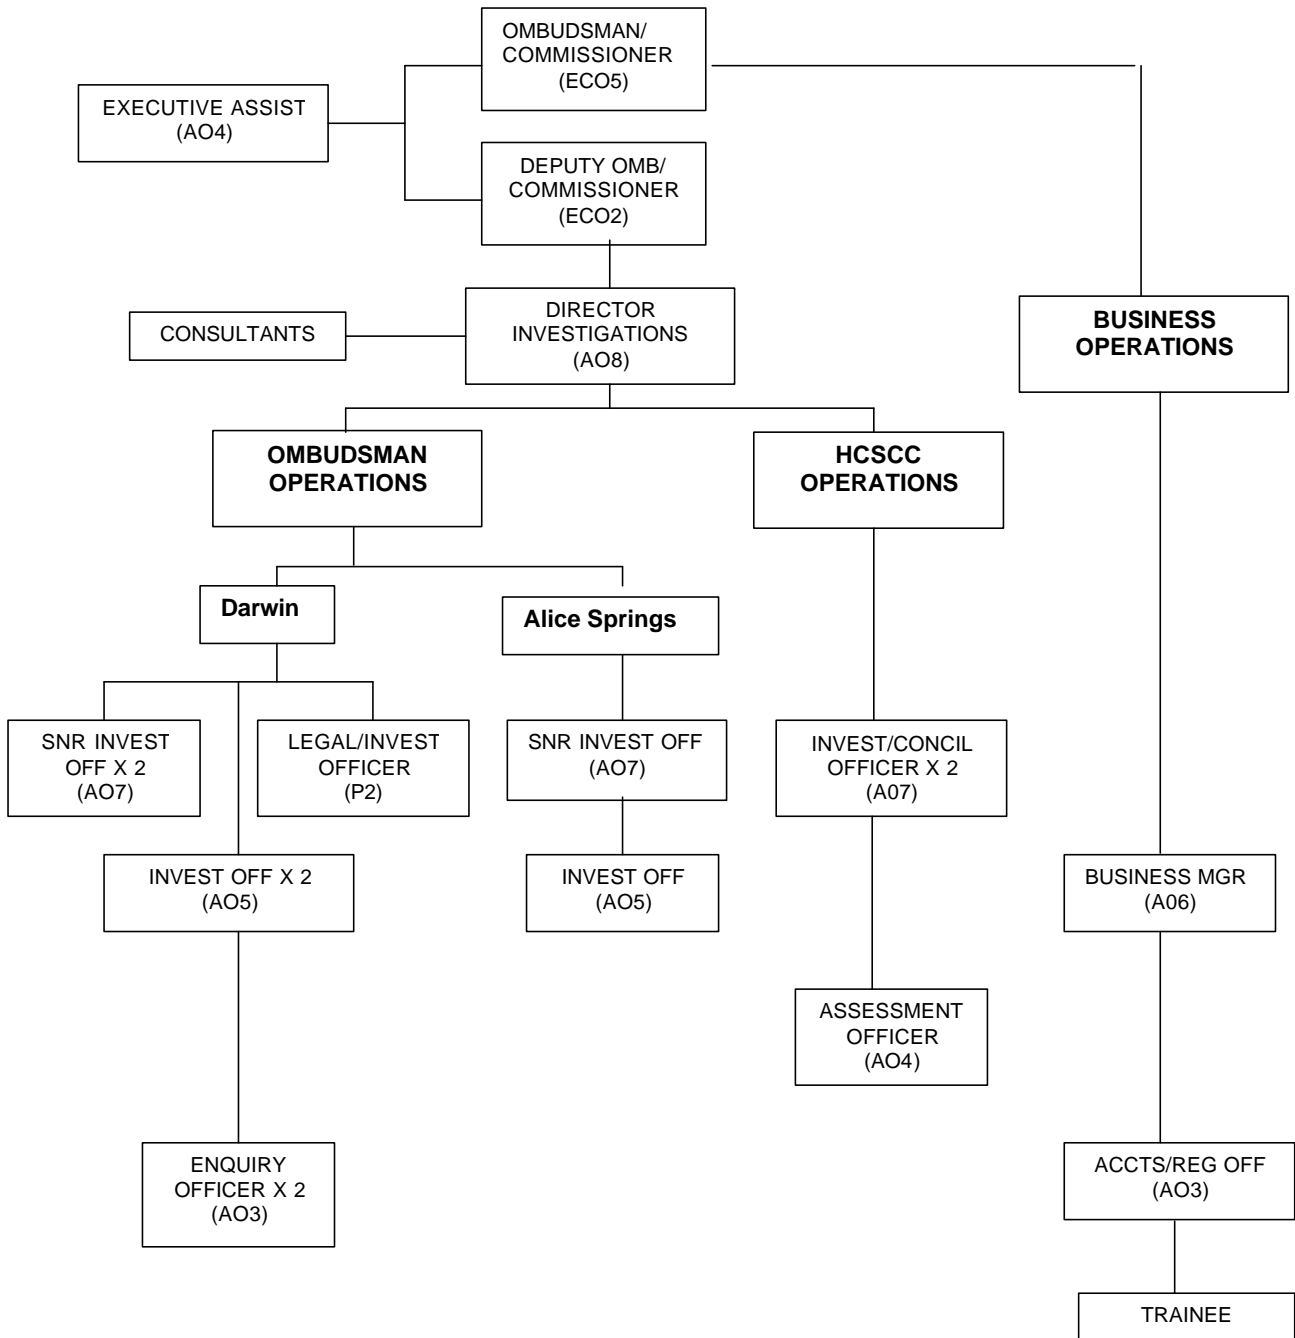 OMBUDSMAN/
COMMISSIONER
(ECO5)
EXECUTIVE ASSIST
(AO4)
DEPUTY OMB/
COMMISSIONER
(ECO2)
CONSULTANTS
DIRECTOR
INVESTIGATIONS
(AO8)
BUSINESS
OPERATIONS
OMBUDSMAN
OPERATIONS
HCSCC
OPERATIONS
Darwin
Alice Springs
SNR INVEST
OFF X 2
(AO7)
LEGAL/INVEST
OFFICER
(P2)
SNR INVEST OFF
(AO7)
INVEST/CONCIL
OFFICER X 2
(A07)
INVEST OFF X 2
(AO5)
INVEST OFF
(AO5)
BUSINESS MGR
(A06)
ASSESSMENT
OFFICER
(AO4)
ENQUIRY
OFFICER X 2
(AO3)
ACCTS/REG OFF
(AO3)
TRAINEE